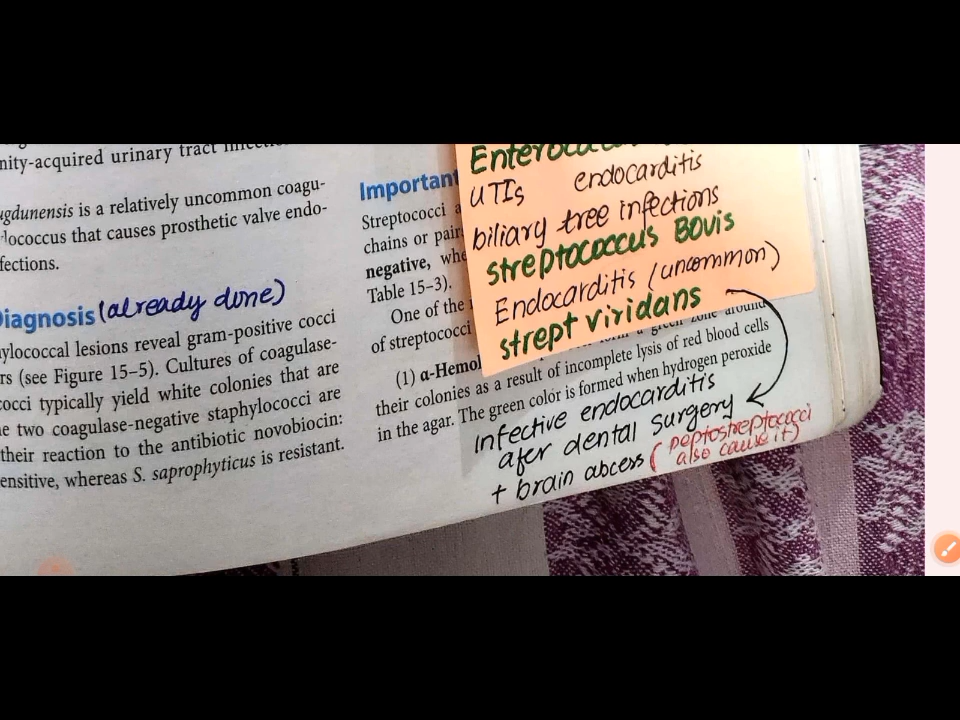 nity-acquired urinary tract
ugdunensis is a relatively uncommon coagu-
lococcus that causes prosthetic valve endo-
fections.
Diagnosis (already done)
ylococcal lesions reveal gram-positive cocci
rs (see Figure 15–5). Cultures of coagulase-
cocci typically yield white colonies that are
e two coagulase-negative staphylococci are
their reaction to the antibiotic novobiocin:
ensitive, whereas S. saprophyticus is resistant.
Important
Streptococci a
chains or pair
negative, whe
Table 15–3).
One of the
of streptococci
(1) α-Hemol
green zone around
their colonies as a result of incomplete lysis of red blood cells
in the agar. The green color is formed when hydrogen peroxide
UTIs endocarditis
biliary tree infections
streptococcus Bovis
Endocarditis (uncommon)
strept viridans
infective endocarditis
afer dental surgery
+ brain abcess (peptostreptococci
also cause it)